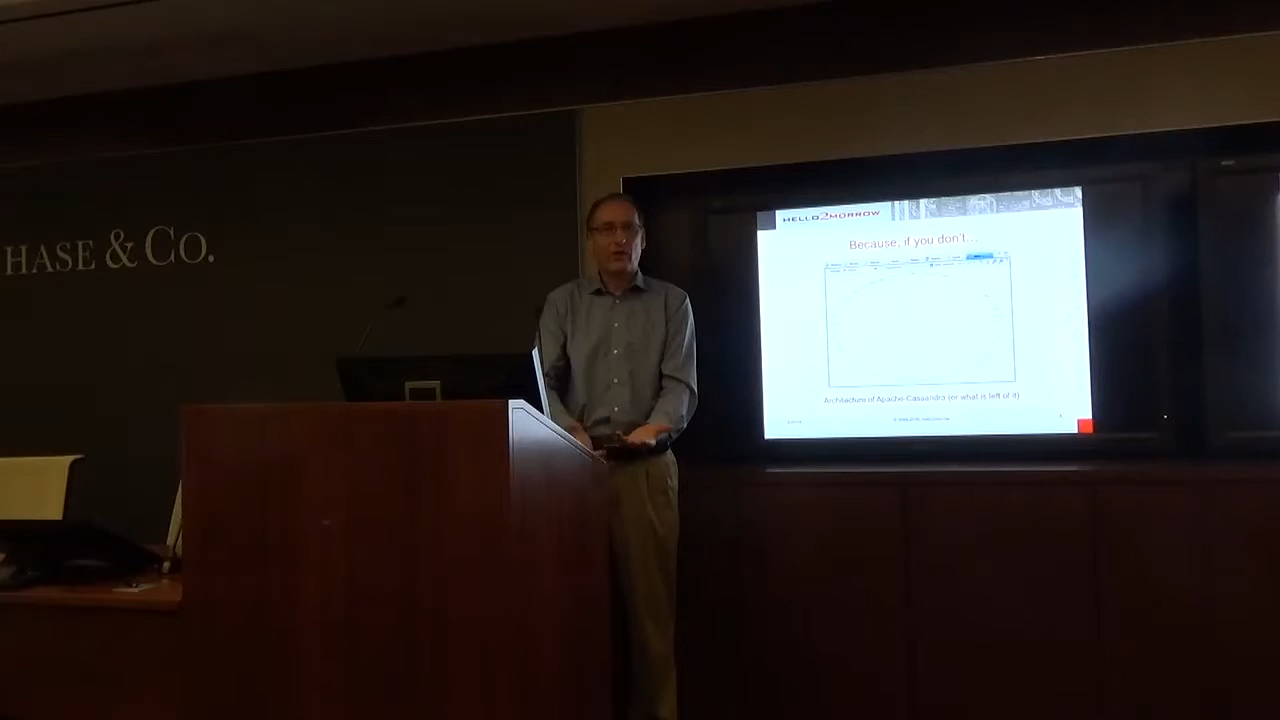 HASE & CO.
HELLO2MORROW
Because, if you don't...
Architecture of Apache Cassandra (or what is left of it)